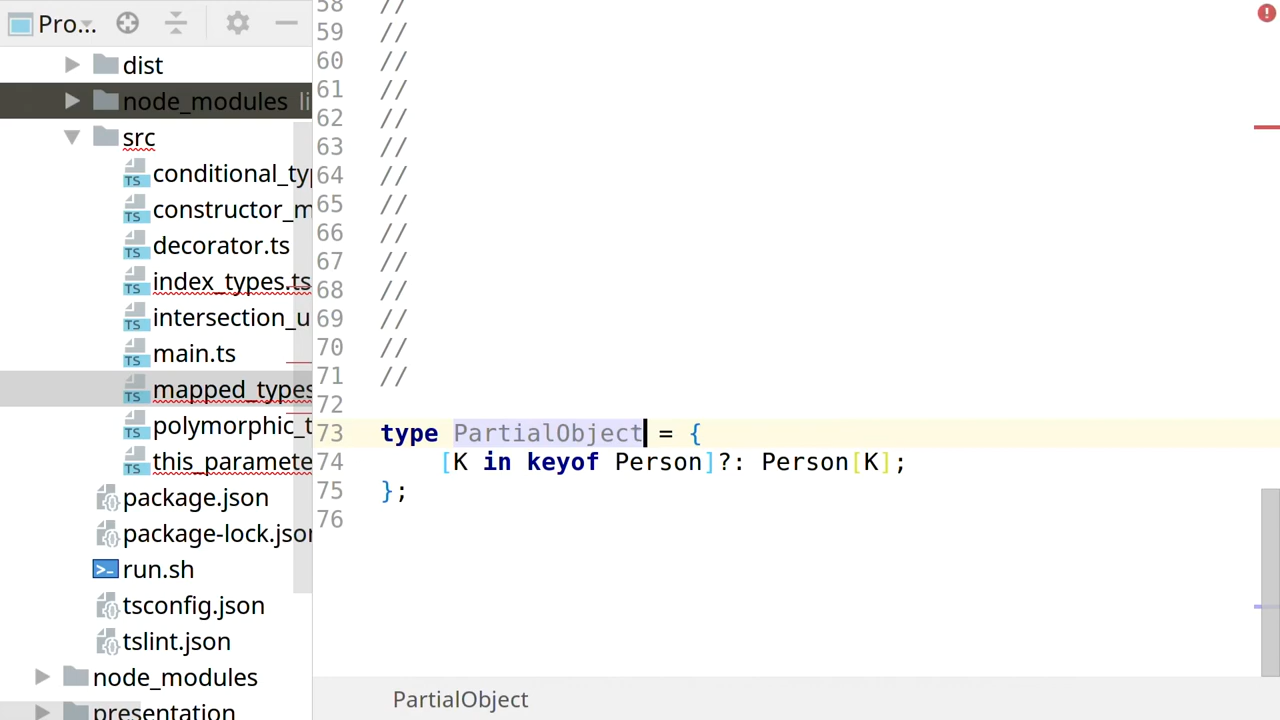 Pro...
dist
node_modules li
src
conditional_typ
constructor_m
decorator.ts
index_types.ts
intersection_u
main.ts
mapped_types
polymorphic_t
this_paramete
package.json
package-lock.json
run.sh
tsconfig.json
tslint.json
node_modules
presentation
58 //
59 //
60 //
61 //
62 //
63 //
64 //
65 //
66 //
67 //
68 //
69 //
70 //
71 //
72
73 type PartialObject = {
74 [K in keyof Person]?: Person[K];
75 };
76
PartialObject